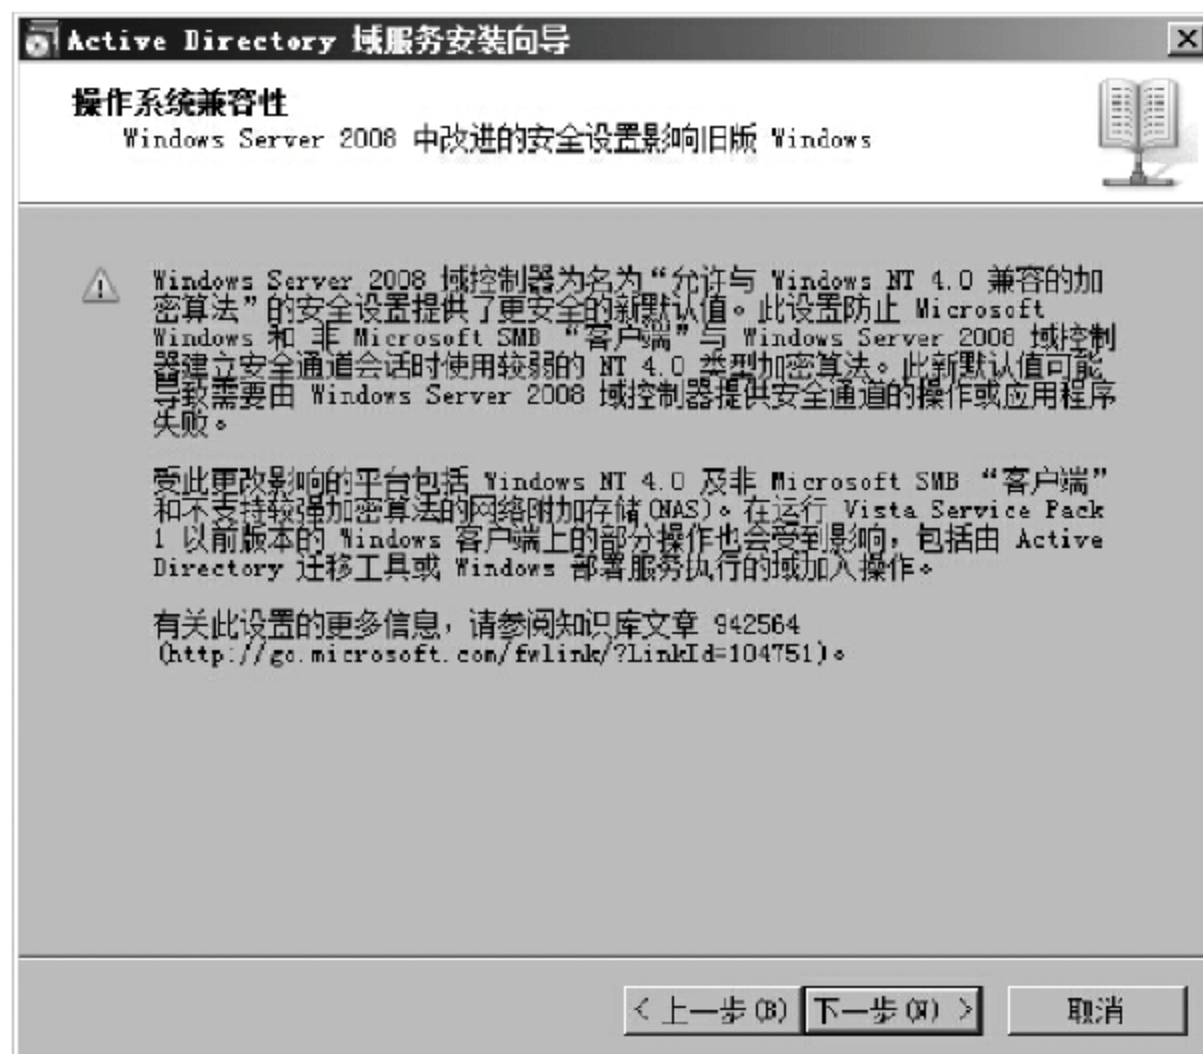 Active Directory 域服务安装向导
操作系统兼容性
Windows Server 2008 中改进的安全设置影响旧版 Windows
Windows Server 2008 域控制器为名为“允许与 Windows NT 4.0 兼容的加
密算法”的安全设置提供了更安全的新默认值。此设置防止 Microsoft
Windows 和 非 Microsoft SMB “客户端”与 Windows Server 2008 域控制
器建立安全通道会话时使用较弱的 NT 4.0 类型加密算法。此新默认值可能
导致需要由 Windows Server 2008 域控制器提供安全通道的操作或应用程序
失败。
受此更改影响的平台包括 Windows NT 4.0 及非 Microsoft SMB “客户端”
和不支持较强加密算法的网络附加存储(NAS)。在运行 Vista Service Pack
1 以前版本的 Windows 客户端上的部分操作也会受到影响，包括由 Active
Directory 迁移工具或 Windows 部署服务执行的域加入操作。
有关此设置的更多信息，请参阅知识库文章 942564
(http://go.microsoft.com/fwlink/?LinkId=104751)。
< 上一步(B) 下一步(N) > 取消